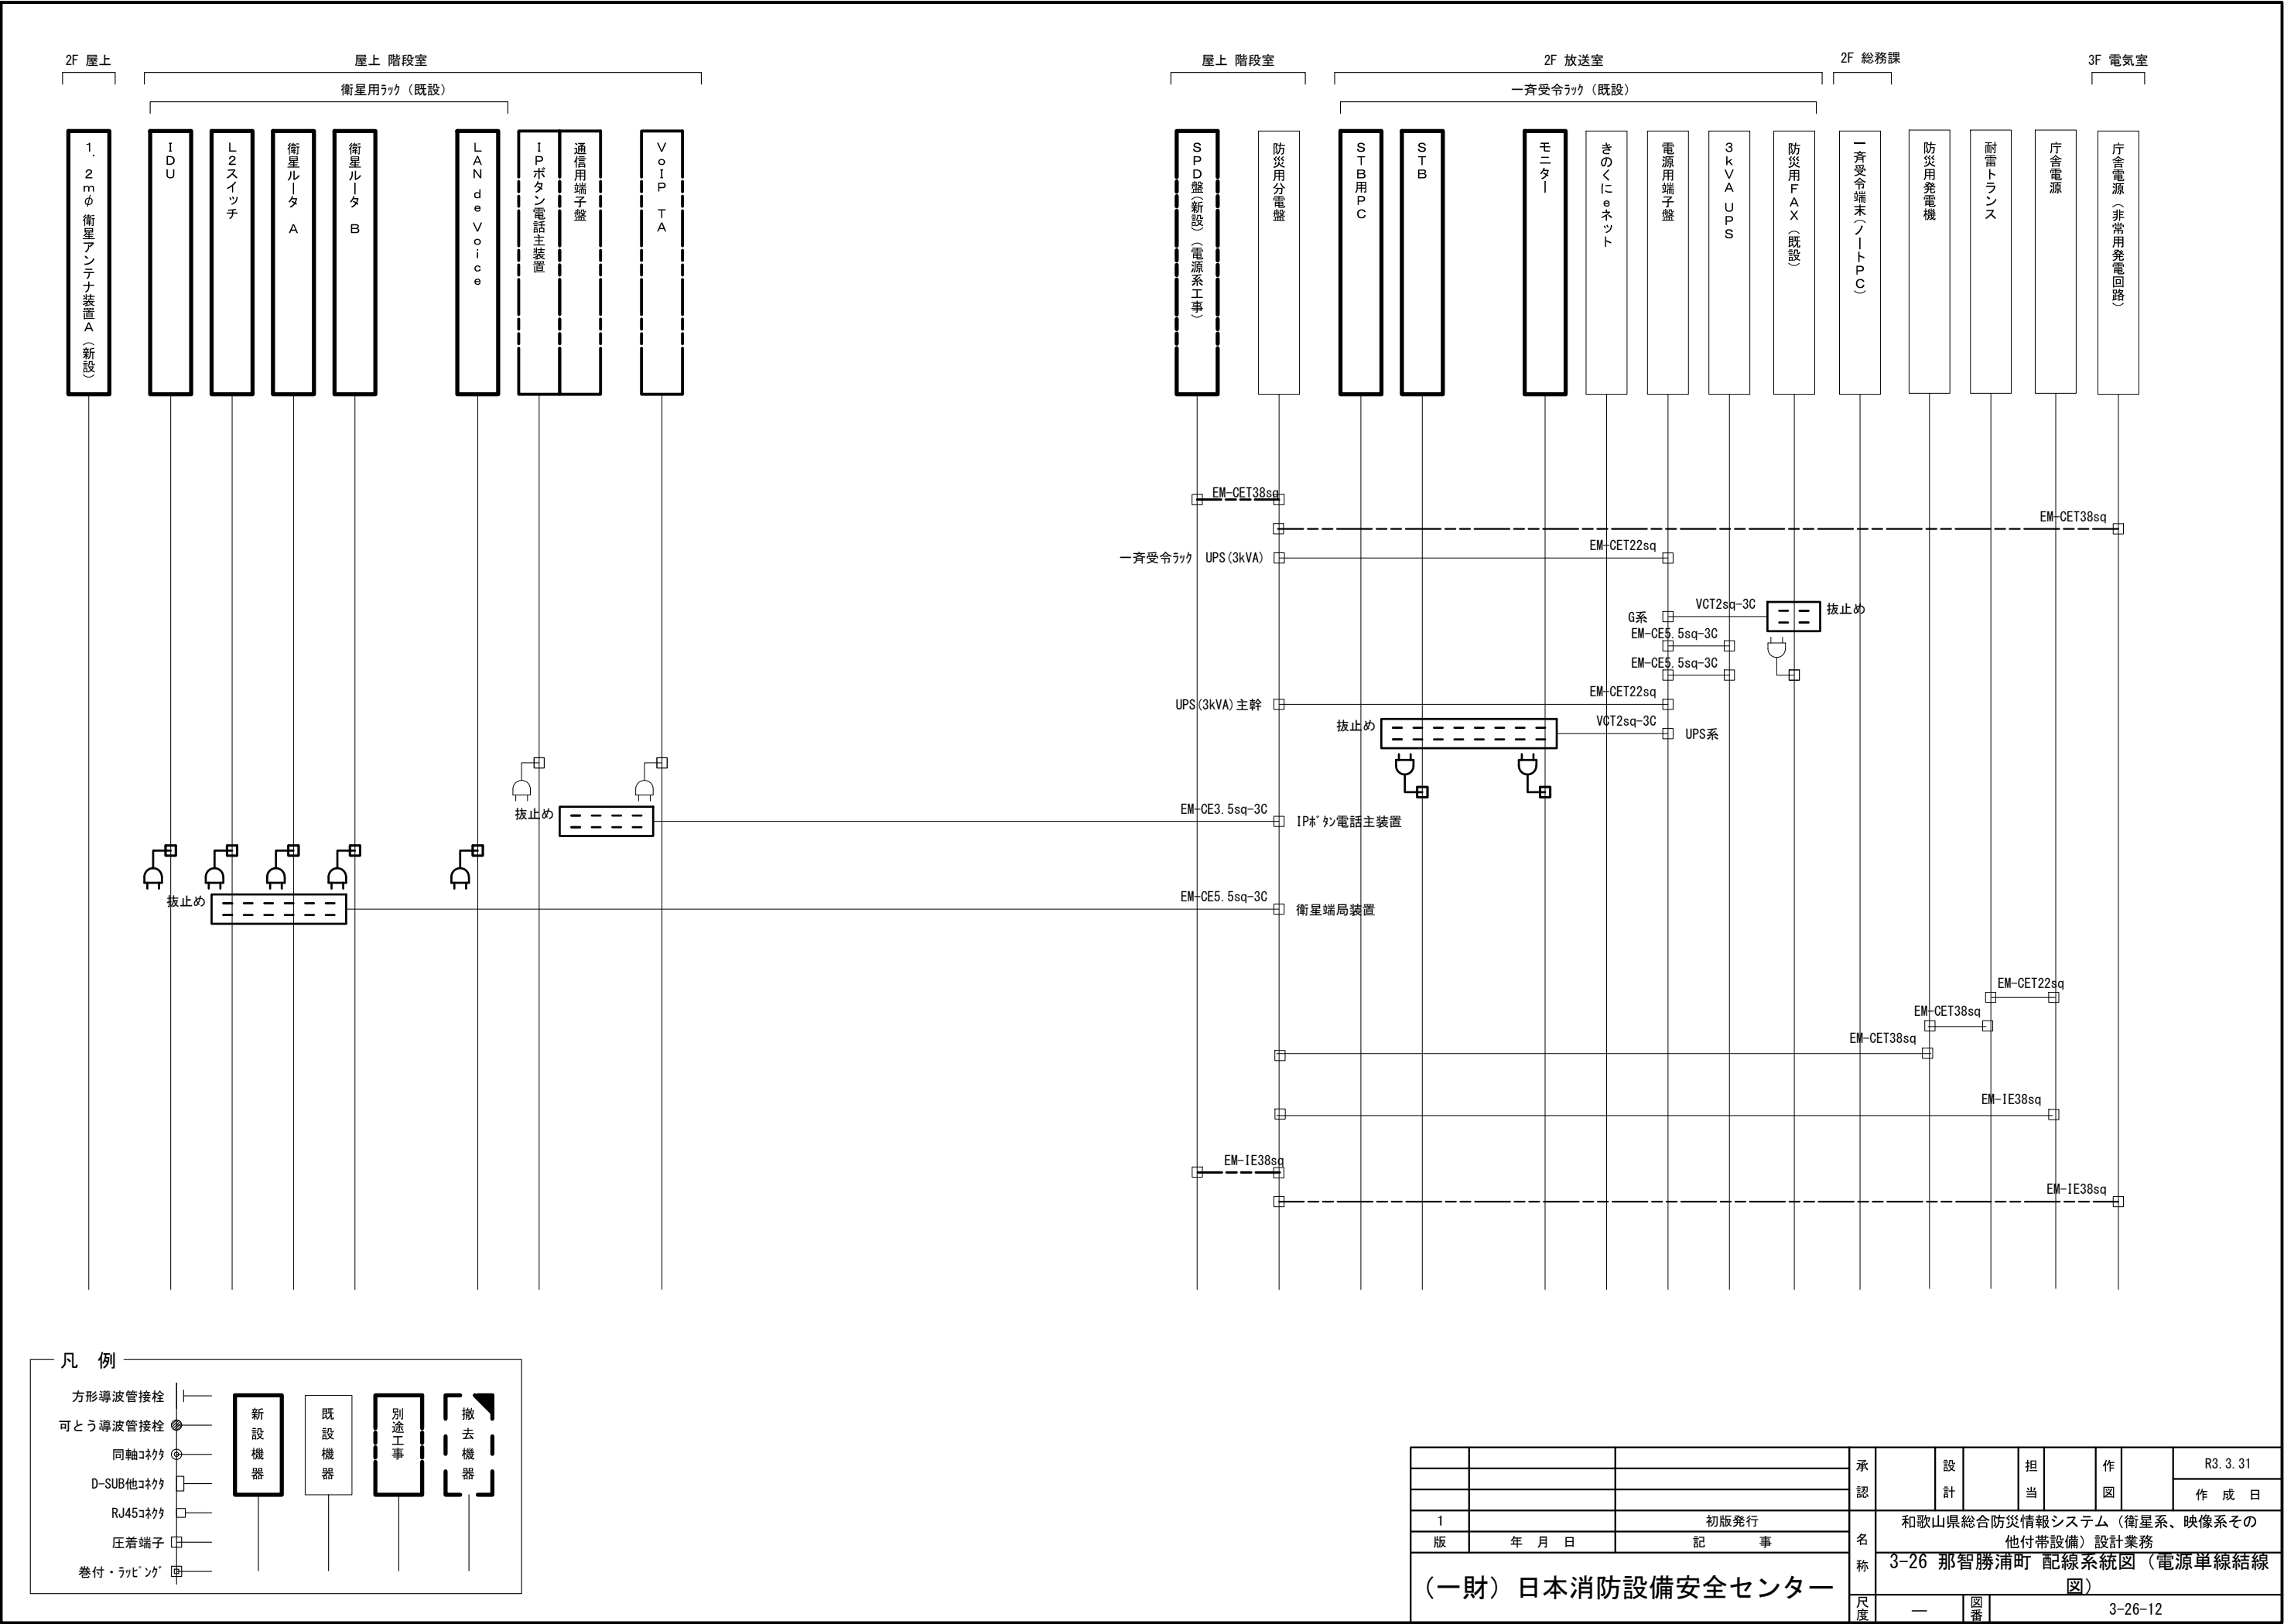 2F 屋上
屋上 階段室
衛星用ﾗｯｸ（既設）
屋上 階段室
2F 放送室
一斉受令ﾗｯｸ（既設）
2F 総務課
3F 電気室
1．2mφ 衛星アンテナ装置A（新設）
IDU
L2スイッチ
衛星ルータ A
衛星ルータ B
LAN de Voice
IPボタン電話主装置
通信用端子盤
VoIP TA
SPD盤（新設）（電源系工事）
防災用分電盤
STB用PC
STB
モニター
きのくにeネット
電源用端子盤
3kVA UPS
防災用FAX（既設）
一斉受令端末（ノートPC）
防災用発電機
耐雷トランス
庁舎電源
庁舎電源（非常用発電回路）
EM-CET38sq
EM-CET38sq
一斉受令ﾗｯｸ UPS(3kVA)
EM-CET22sq
G系
VCT2sq-3C
抜止め
EM-CE5.5sq-3C
EM-CE5.5sq-3C
UPS(3kVA)主幹
EM-CET22sq
抜止め
VCT2sq-3C
UPS系
抜止め
EM-CE3.5sq-3C
IPﾎﾞﾀﾝ電話主装置
抜止め
EM-CE5.5sq-3C
衛星端局装置
EM-CET22sq
EM-CET38sq
EM-CET38sq
EM-IE38sq
EM-IE38sq
EM-IE38sq
凡 例
方形導波管接栓
可とう導波管接栓
同軸ｺﾈｸﾀ
D-SUB他ｺﾈｸﾀ
RJ45ｺﾈｸﾀ
圧着端子
巻付・ﾗｯﾋﾟﾝｸﾞ
新設機器
既設機器
別途工事
撤去機器
承認
設計
担当
作図
R3.3.31
作 成 日
1
初版発行
版
年 月 日
記 事
名称
和歌山県総合防災情報システム（衛星系、映像系その
他付帯設備）設計業務
3-26 那智勝浦町 配線系統図（電源単線結線
図）
（一財）日本消防設備安全センター
尺度
―
図番
3-26-12